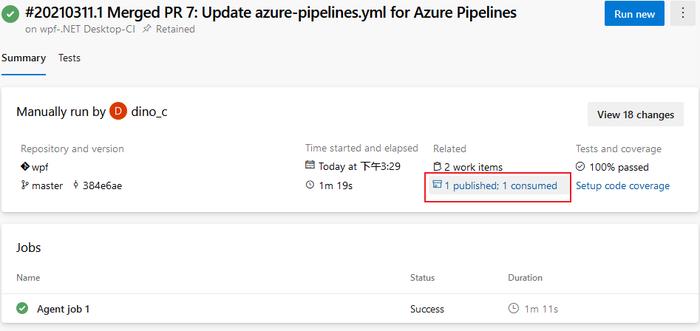 #20210311.1 Merged PR 7: Update azure-pipelines.yml for Azure Pipelines
Run new
on wpf-.NET Desktop-CI Retained
Summary Tests
Manually run by D dino_c
View 18 changes
Repository and version Time started and elapsed Related Tests and coverage
wpf Today at 下午3:29 2 work items 100% passed
master 384e6ae 1m 19s 1 published; 1 consumed Setup code coverage
Jobs
Name Status Duration
Agent job 1 Success 1m 11s